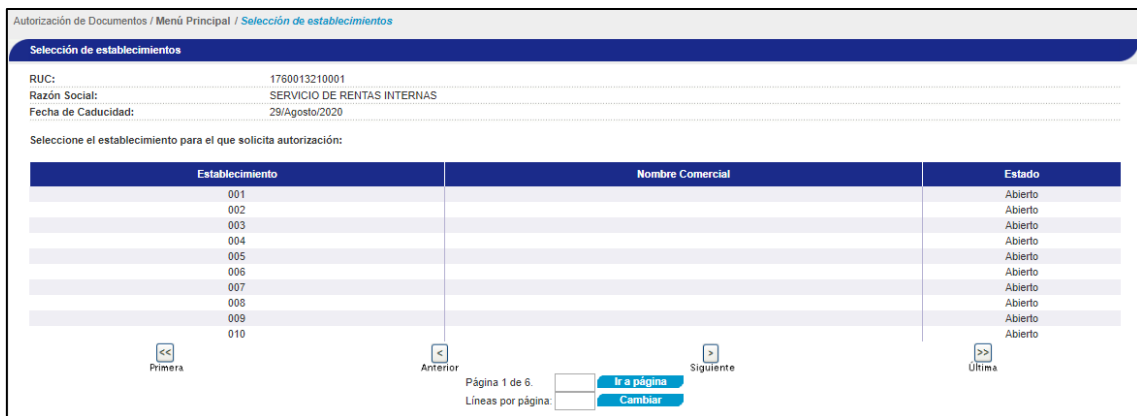 Autorización de Documentos / Menú Principal / Selección de establecimientos
Selección de establecimientos
RUC: 1760013210001
Razón Social: SERVICIO DE RENTAS INTERNAS
Fecha de Caducidad: 29/Agosto/2020
Seleccione el establecimiento para el que solicita autorización:
Establecimiento Nombre Comercial Estado
001 Abierto
002 Abierto
003 Abierto
004 Abierto
005 Abierto
006 Abierto
007 Abierto
008 Abierto
009 Abierto
010 Abierto
<< < > >>
Primera Anterior Siguiente Última
Página 1 de 6. Ir a página
Líneas por página: Cambiar